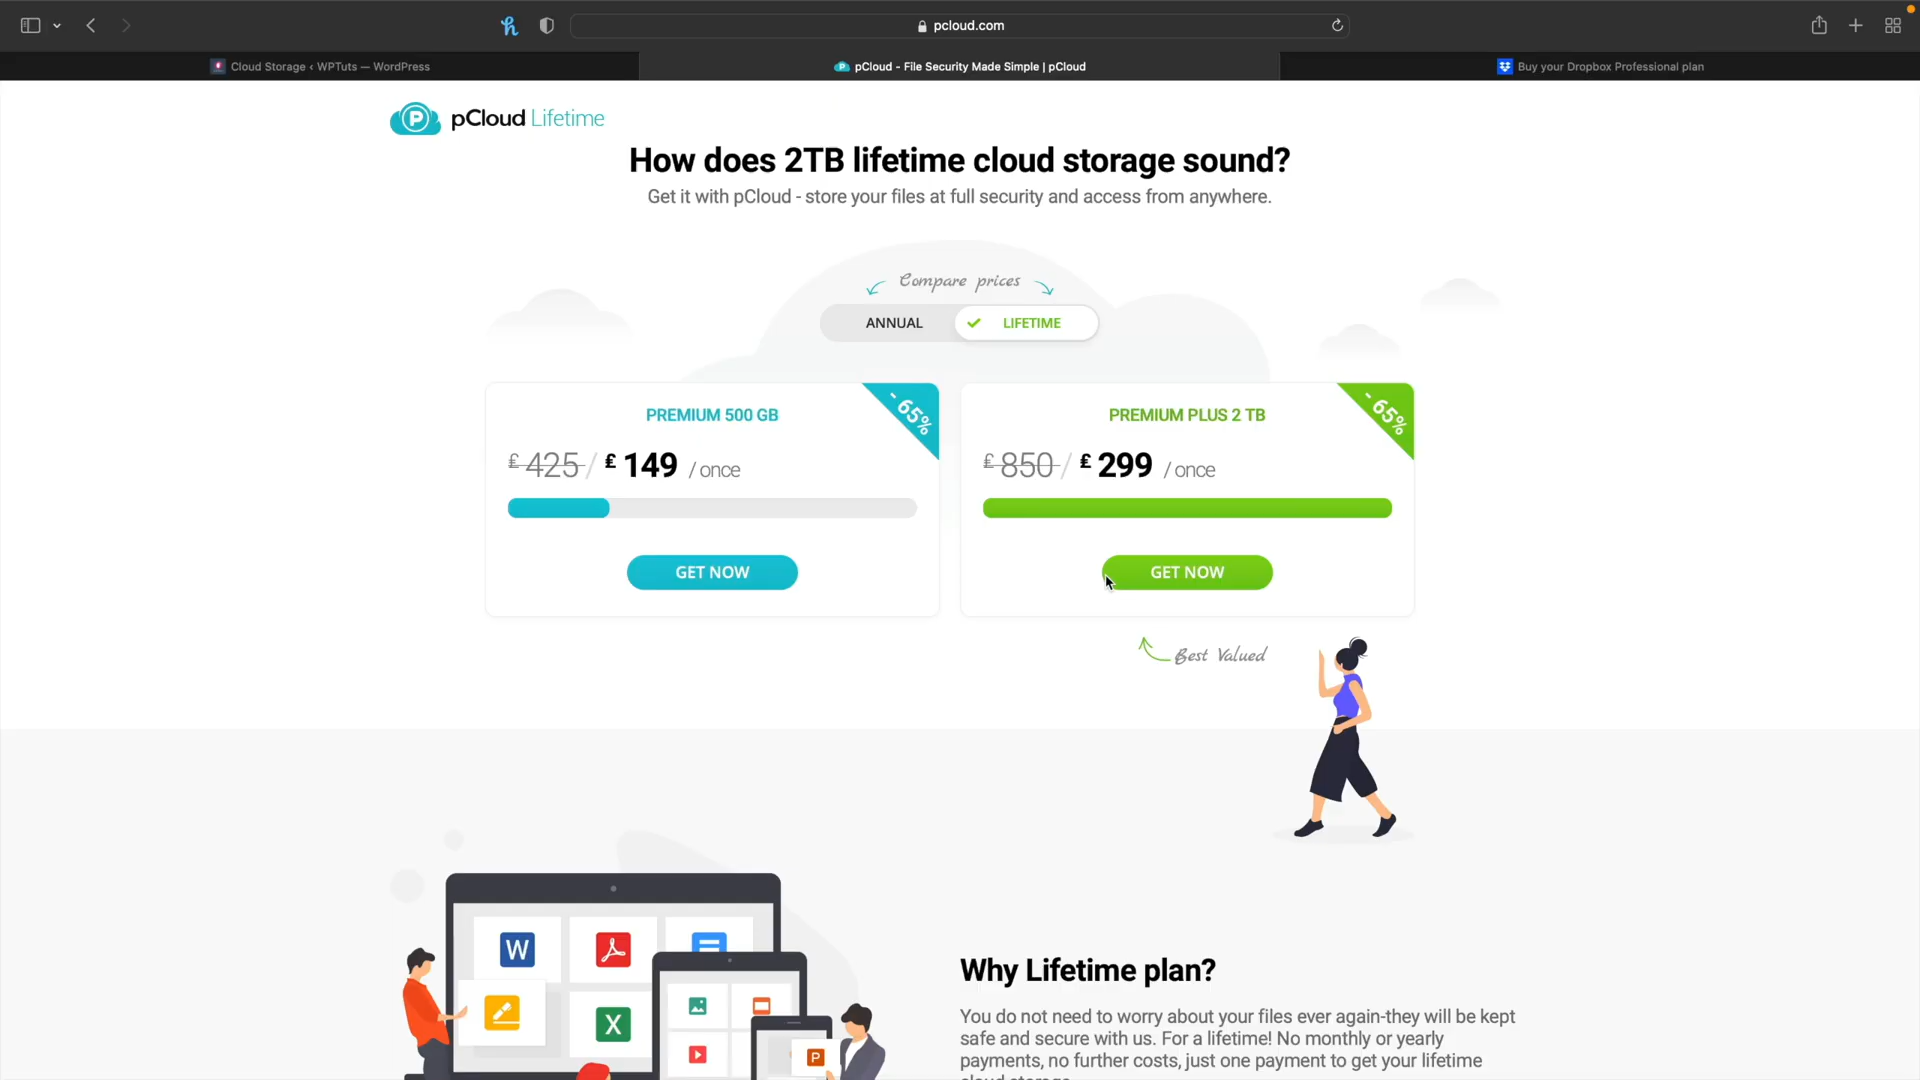 pcloud.com
Cloud Storage ‹ WPTuts — WordPress
pCloud - File Security Made Simple | pCloud
Buy your Dropbox Professional plan
pCloud Lifetime
How does 2TB lifetime cloud storage sound?
Get it with pCloud - store your files at full security and access from anywhere.
Compare prices
ANNUAL
LIFETIME
PREMIUM 500 GB
- 65%
£ 425 / £ 149 / once
GET NOW
PREMIUM PLUS 2 TB
- 65%
£ 850 / £ 299 / once
GET NOW
Best Valued
W
X
P
Why Lifetime plan?
You do not need to worry about your files ever again-they will be kept
safe and secure with us. For a lifetime! No monthly or yearly
payments, no further costs, just one payment to get your lifetime